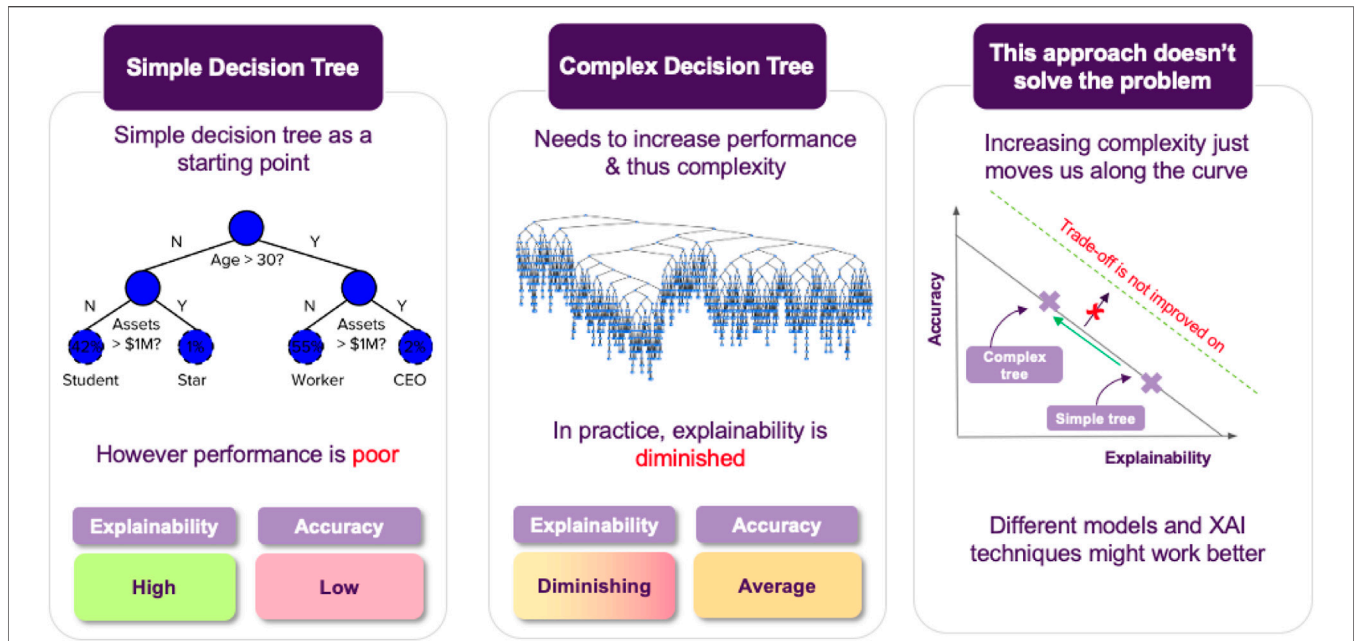 Simple Decision Tree
Simple decision tree as a
starting point
N
Y
Age > 30?
N
Y
N
Y
Assets
> $1M?
Assets
> $1M?
42%
1%
55%
2%
Student
Star
Worker
CEO
However performance is poor
Explainability
Accuracy
High
Low
Complex Decision Tree
Needs to increase performance
& thus complexity
In practice, explainability is
diminished
Explainability
Accuracy
Diminishing
Average
This approach doesn't
solve the problem
Increasing complexity just
moves us along the curve
Trade-off is not improved on
Accuracy
Complex
tree
Simple tree
Explainability
Different models and XAI
techniques might work better